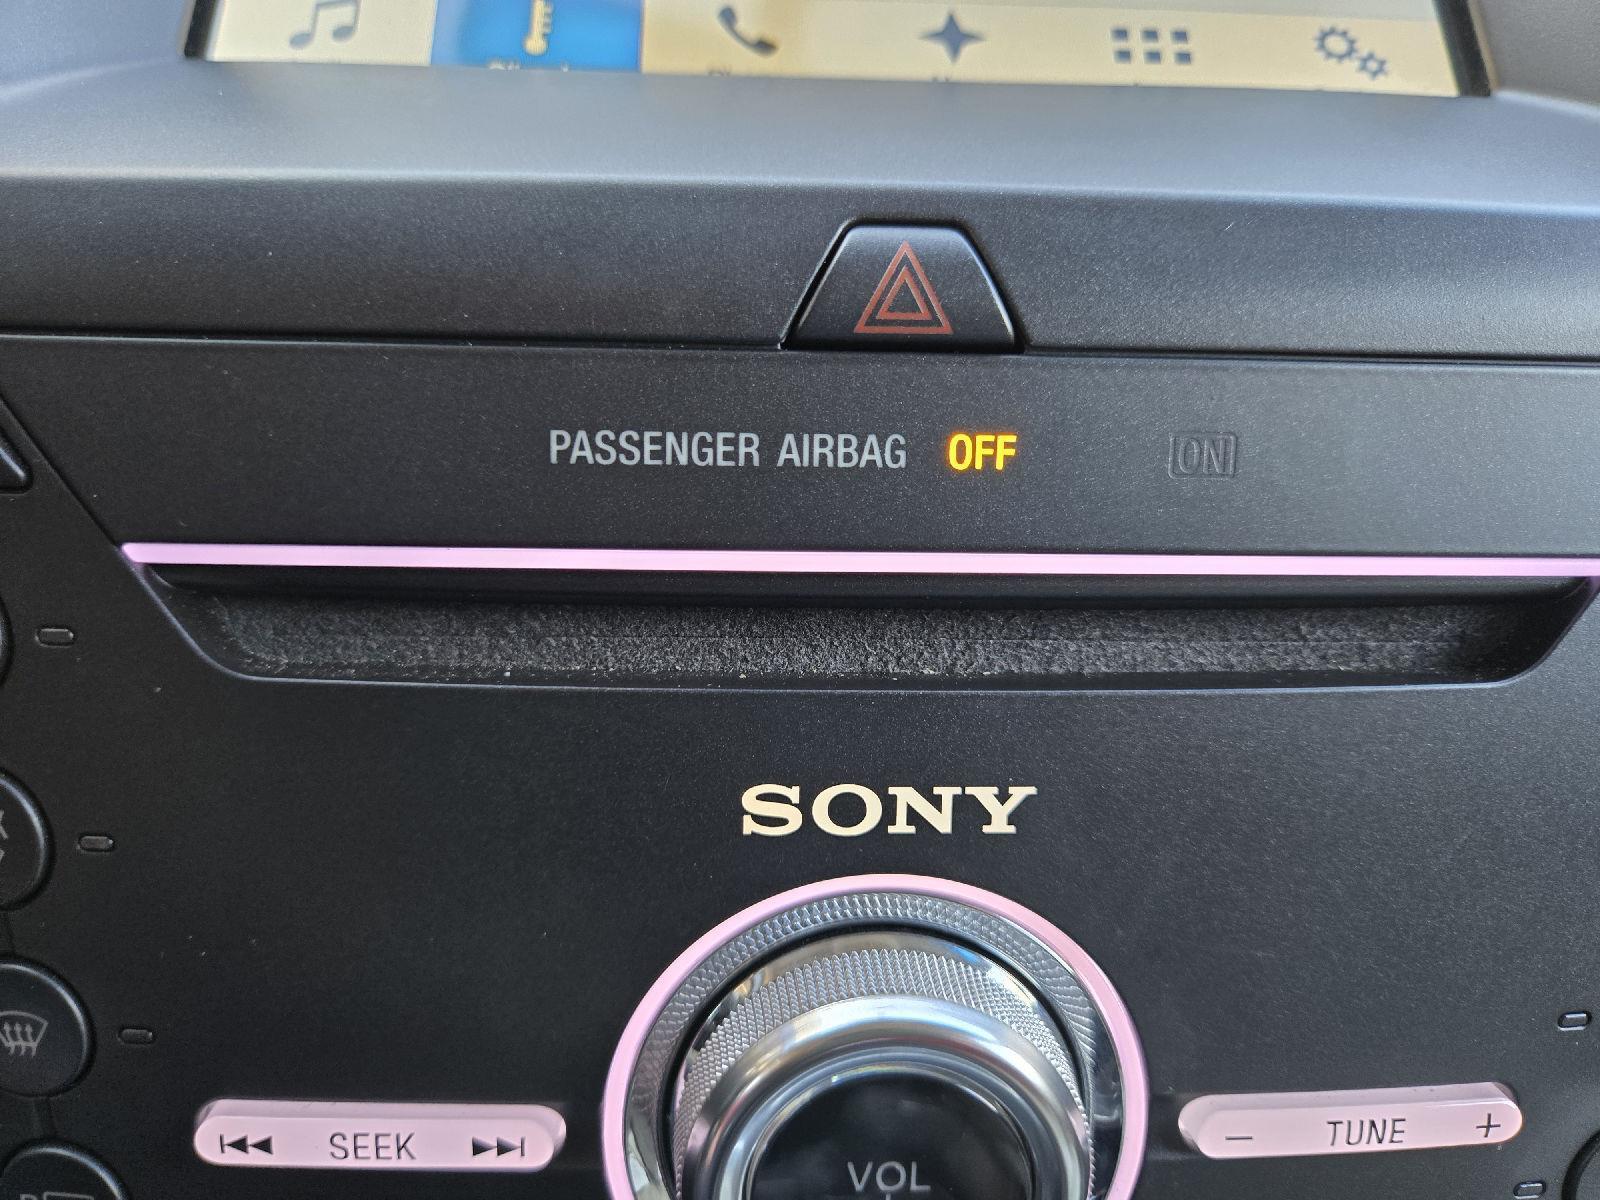 PASSENGER AIRBAG OFF ON
SONY
SEEK
− TUNE +
VOL